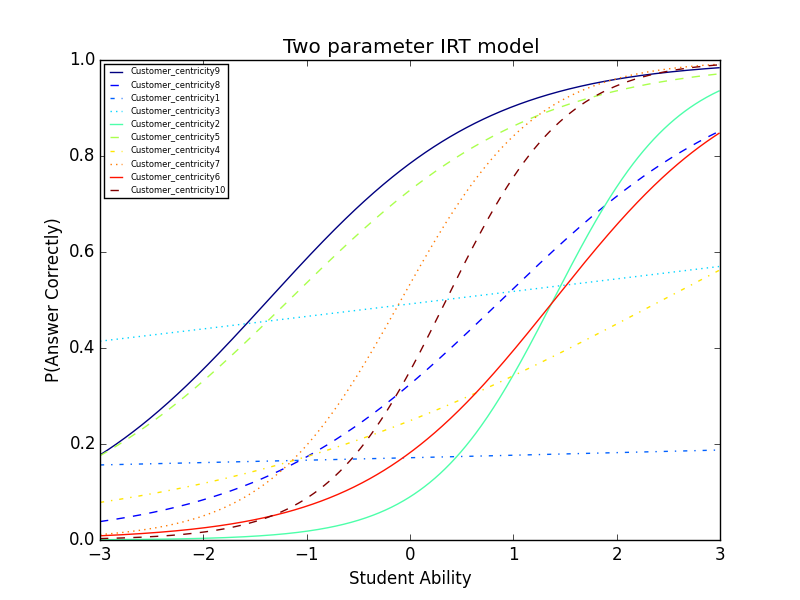 Two parameter IRT model
1.0
0.8
0.6
0.4
0.2
0.0
P(Answer Correctly)
Customer_centricity9
Customer_centricity8
Customer_centricity1
Customer_centricity3
Customer_centricity2
Customer_centricity5
Customer_centricity4
Customer_centricity7
Customer_centricity6
Customer_centricity10
−3 −2 −1 0 1 2 3
Student Ability